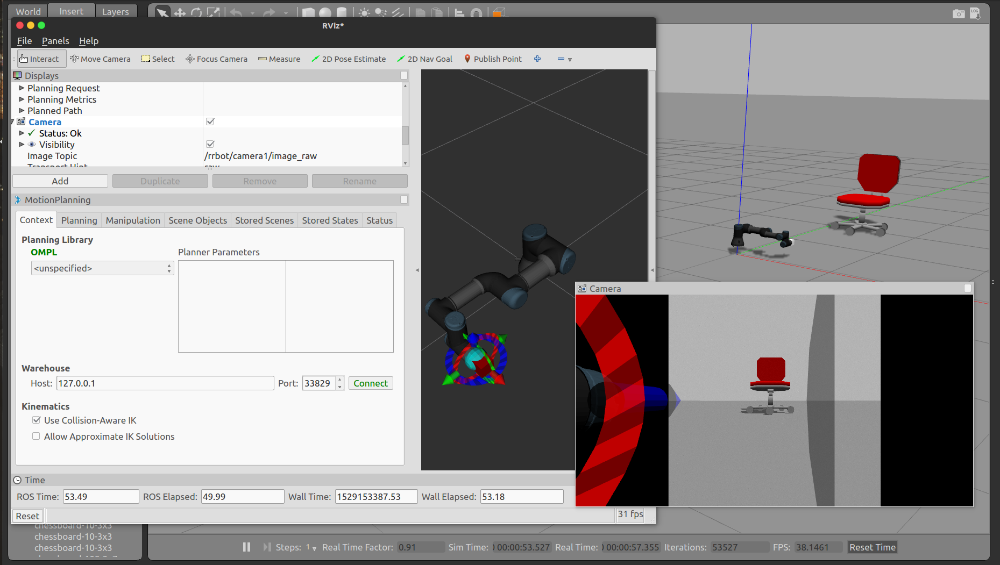 World Insert Layers
LOG
RViz*
File Panels Help
Interact Move Camera Select Focus Camera Measure 2D Pose Estimate 2D Nav Goal Publish Point
Displays
Planning Request
Planning Metrics
Planned Path
Camera
Status: Ok
Visibility
Image Topic /rrbot/camera1/image_raw
Add Duplicate Remove Rename
MotionPlanning
Context Planning Manipulation Scene Objects Stored Scenes Stored States Status
Planning Library
OMPL Planner Parameters
<unspecified>
Camera
Warehouse
Host: 127.0.0.1 Port: 33829 Connect
Kinematics
Use Collision-Aware IK
Allow Approximate IK Solutions
Time
ROS Time: 53.49 ROS Elapsed: 49.99 Wall Time: 1529153387.53 Wall Elapsed: 53.18
Reset 31 fps
chessboard-10-3x3
chessboard-10-3x3
chessboard-10-3x3
Steps: 1 Real Time Factor: 0.91 Sim Time: 00:00:53.527 Real Time: 00:00:57.355 Iterations: 53527 FPS: 38.1461 Reset Time